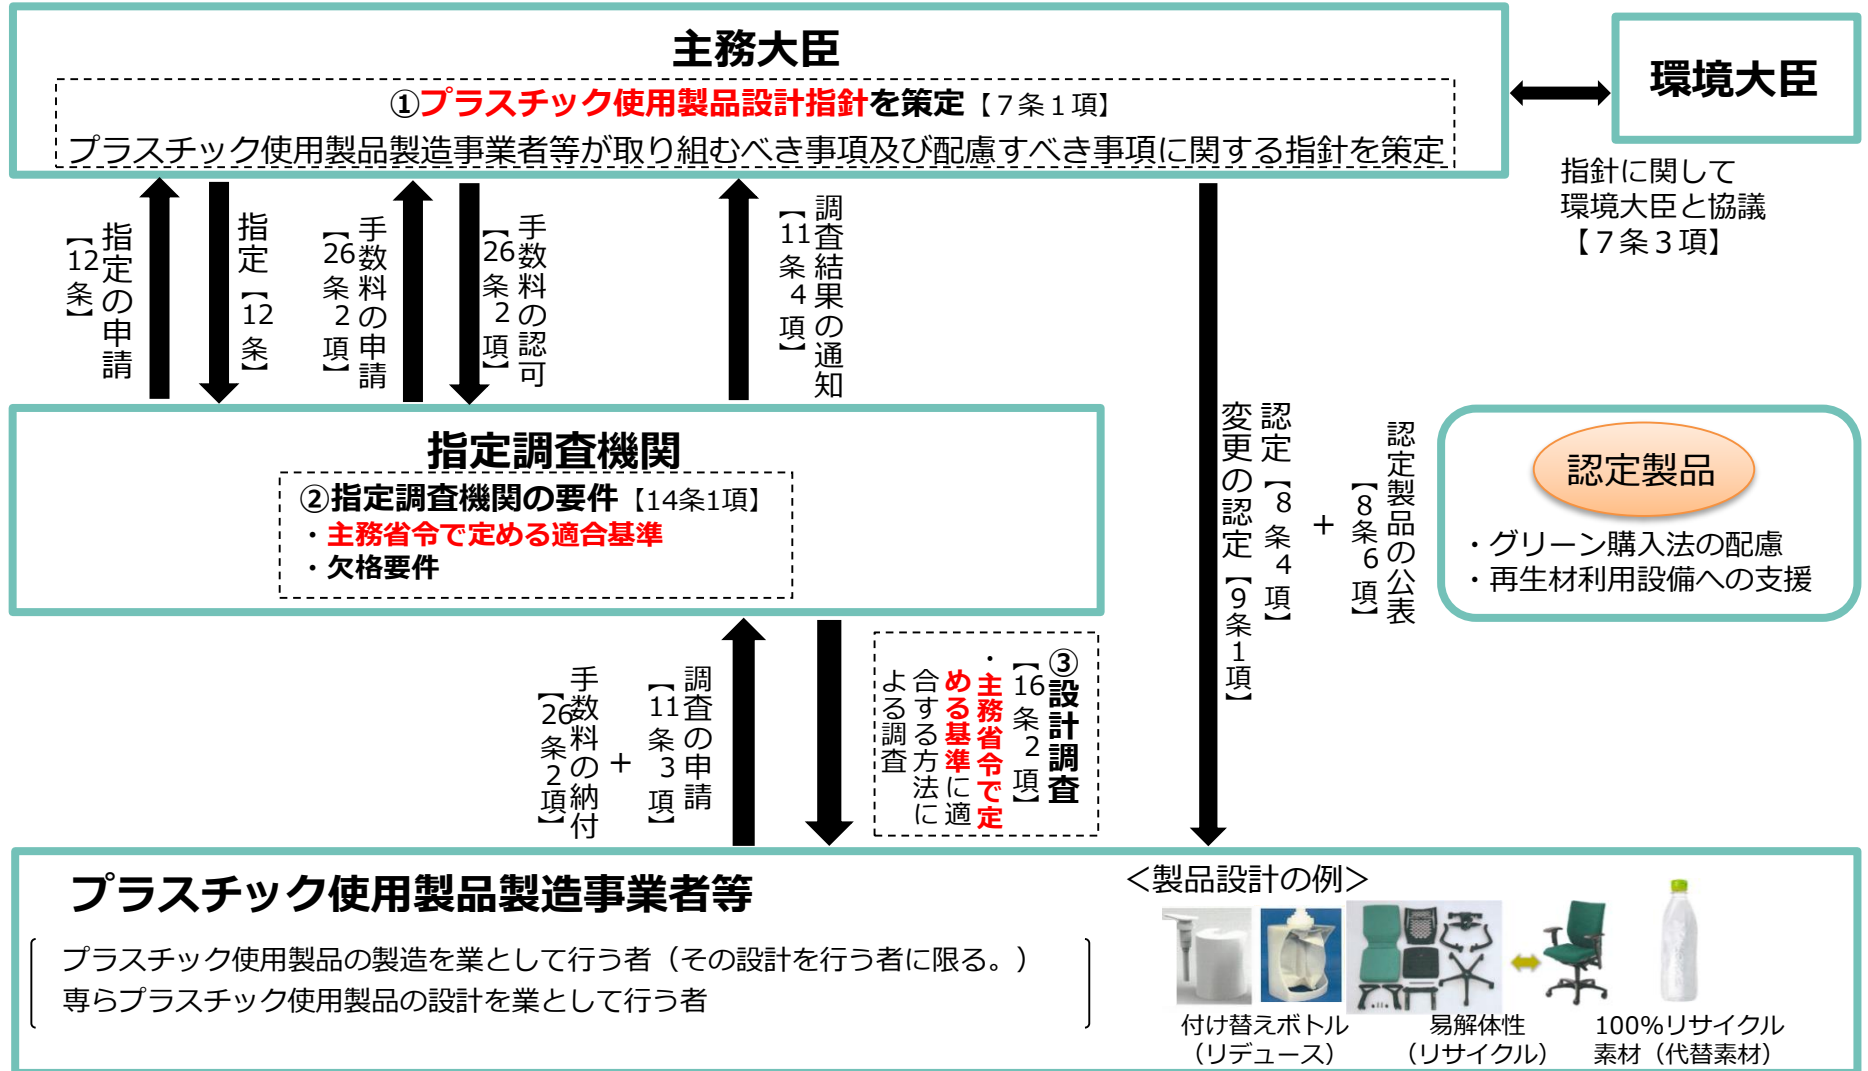 主務大臣
①プラスチック使用製品設計指針を策定【７条１項】
プラスチック使用製品製造事業者等が取り組むべき事項及び配慮すべき事項に関する指針を策定
環境大臣
指針に関して
環境大臣と協議
【７条３項】
指定の申請
【12条】
指定【12条】
手数料の申請
【26条２項】
手数料の認可
【26条２項】
調査結果の通知
【11条４項】
指定調査機関
②指定調査機関の要件【14条1項】
・主務省令で定める適合基準
・欠格要件
認定【８条４項】
変更の認定【９条１項】
＋
認定製品の公表
【８条６項】
認定製品
・グリーン購入法の配慮
・再生材利用設備への支援
調査の申請
【11条３項】
＋
手数料の納付
【26条２項】
③設計調査
【16条２項】
・主務省令で定
める基準に適
合する方法に
よる調査
プラスチック使用製品製造事業者等
プラスチック使用製品の製造を業として行う者（その設計を行う者に限る。）
専らプラスチック使用製品の設計を業として行う者
＜製品設計の例＞
付け替えボトル
（リデュース）
易解体性
（リサイクル）
100%リサイクル
素材（代替素材）